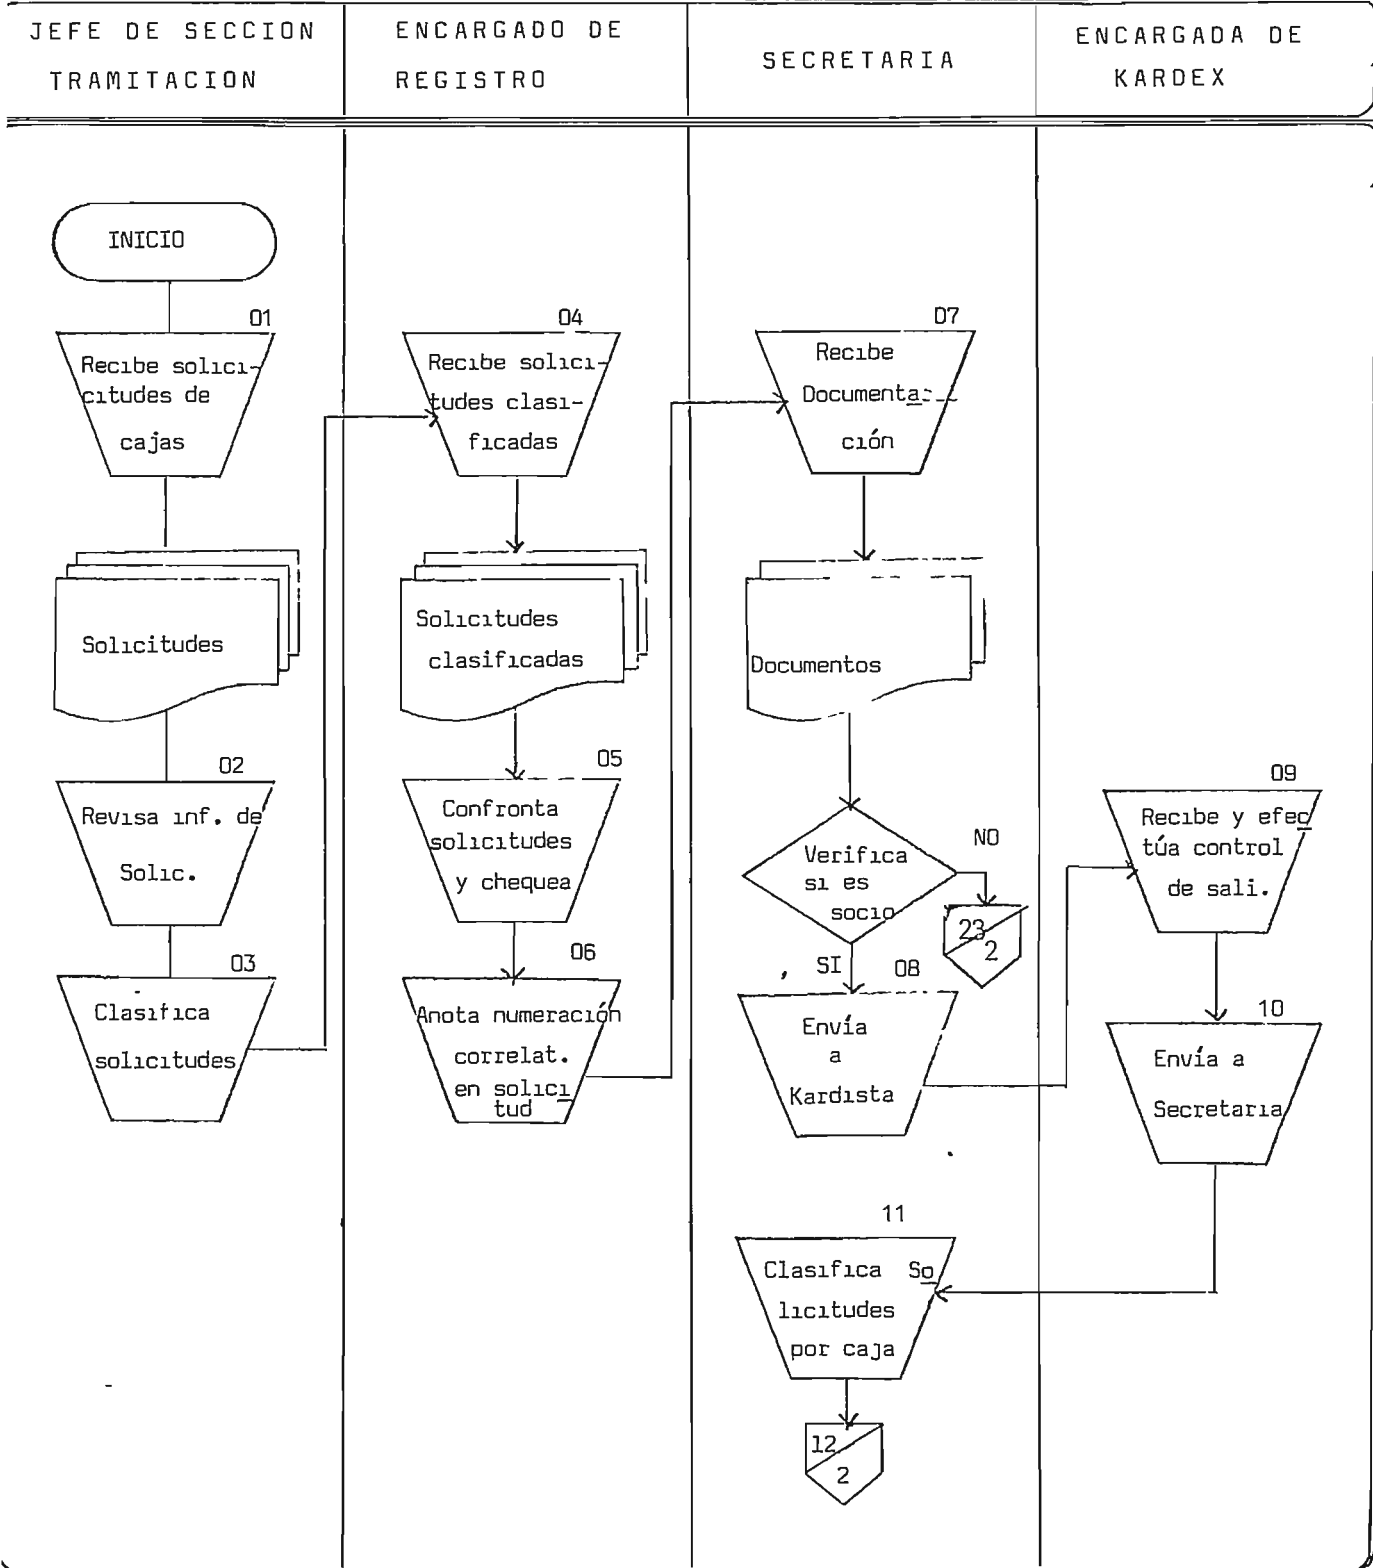 JEFE DE SECCION
TRAMITACION
ENCARGADO DE
REGISTRO
SECRETARIA
ENCARGADA DE
KARDEX
INICIO
01
Recibe solici-
citudes de
cajas
Solicitudes
02
Revisa inf. de
Solic.
03
Clasifica
solicitudes
04
Recibe solici-
tudes clasi-
ficadas
Solicitudes
clasificadas
05
Confronta
solicitudes
y chequea
06
Anota numeración
correlat.
en solici
tud
07
Recibe
Documenta-
ción
Documentos
Verifica
si es
socio
NO
23
2
SI
08
Envía
a
Kardista
09
Recibe y efec
túa control
de sali.
10
Envía a
Secretaria
11
Clasifica So
licitudes
por caja
12
2